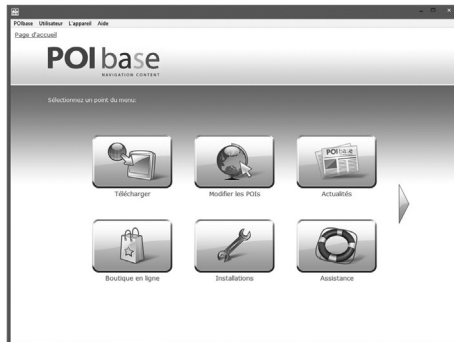 POIbase Utilisateur L'appareil Aide
Page d'accueil
POIbase
NAVIGATION CONTENT
Sélectionnez un point du menu:
POIbase
Télécharger Modifier les POIs Actualités
Boutique en ligne Installations Assistance